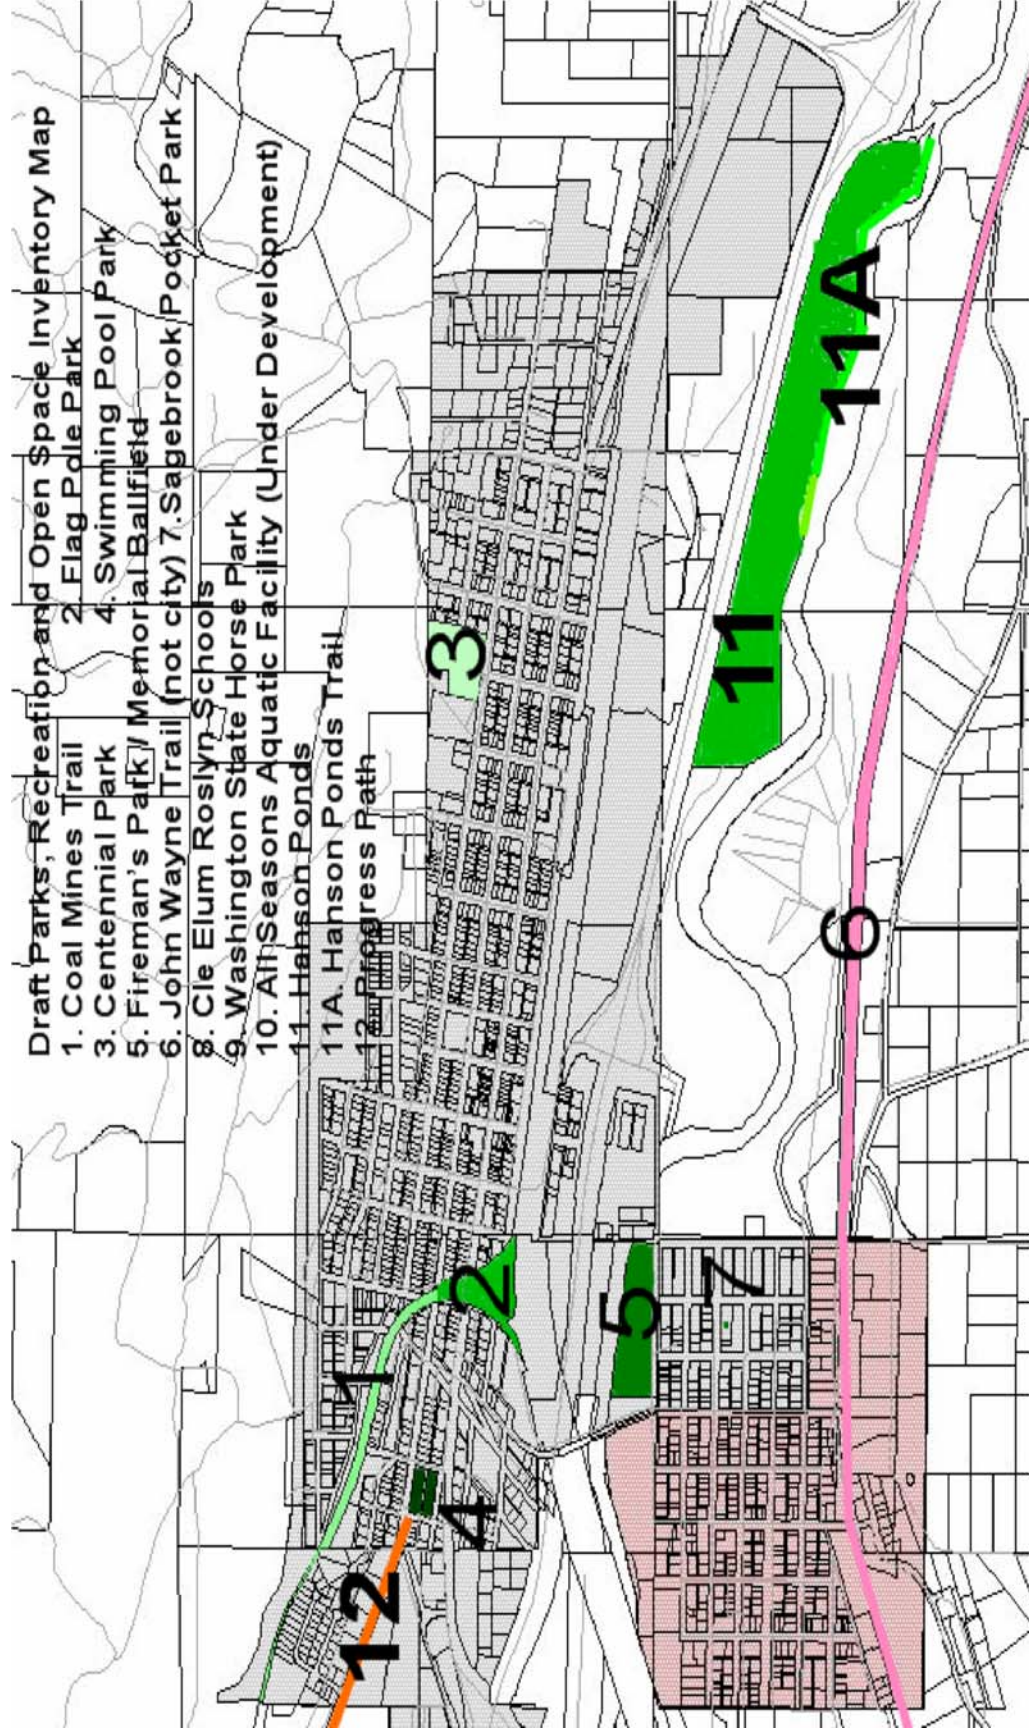 Draft Parks, Recreation and Open Space Inventory Map
1. Coal Mines Trail 2. Flag Pole Park
3. Centennial Park 4. Swimming Pool Park
5. Fireman's Park / Memorial Ballfield
6. John Wayne Trail (not city) 7. Sagebrook Pocket Park
8. Cle Elum Roslyn Schools
9. Washington State Horse Park
10. All Seasons Aquatic Facility (Under Development)
11. Hanson Ponds
11A. Hanson Ponds Trail
12. Progress Path
12
1
4
2
3
5
7
11
11A
6